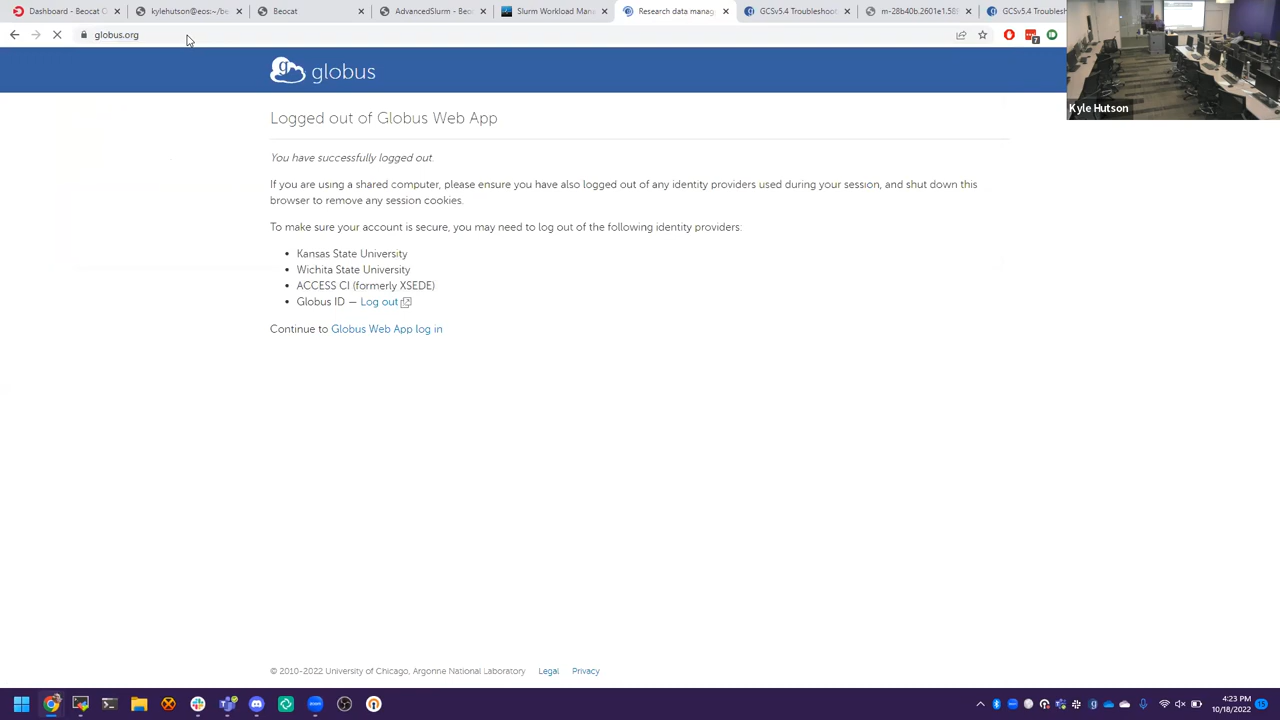 Dashboard - Beocat C
kylehutson@eos:~/be
Beocat
AdvancedSlurm - Beoc
Slurm Workload Mana
Research data manag
GCSv5.4 Troubleshoot
m-28b40b.2601e1.58
GCSv5.4 Troublesh
globus.org
7
Kyle Hutson
globus
Logged out of Globus Web App
You have successfully logged out.
If you are using a shared computer, please ensure you have also logged out of any identity providers used during your session, and shut down this
browser to remove any session cookies.
To make sure your account is secure, you may need to log out of the following identity providers:
• Kansas State University
• Wichita State University
• ACCESS CI (formerly XSEDE)
• Globus ID — Log out
Continue to Globus Web App log in
© 2010-2022 University of Chicago, Argonne National Laboratory Legal Privacy
4:23 PM
10/18/2022
15